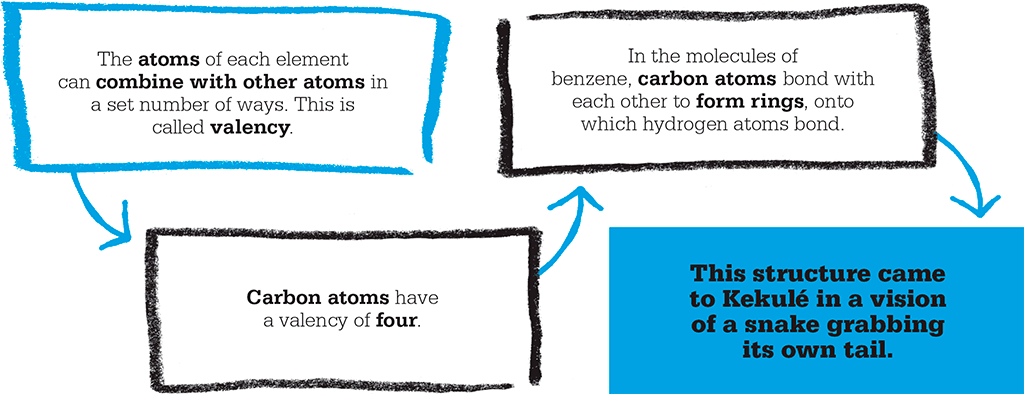 The atoms of each element
can combine with other atoms in
a set number of ways. This is
called valency.
Carbon atoms have
a valency of four.
In the molecules of
benzene, carbon atoms bond with
each other to form rings, onto
which hydrogen atoms bond.
This structure came
to Kekulé in a vision
of a snake grabbing
its own tail.